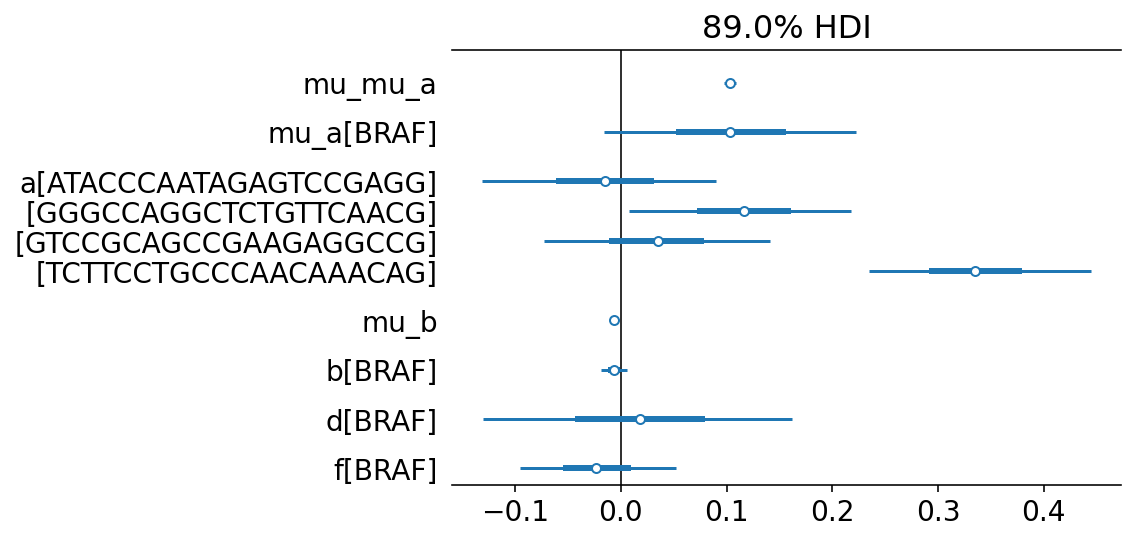 89.0% HDI
mu_mu_a
mu_a[BRAF]
a[ATACCCAATAGAGTCCGAGG]
[GGGCCAGGCTCTGTTCAACG]
[GTCCGCAGCCGAAGAGGCCG]
[TCTTCCTGCCCAACAAACAG]
mu_b
b[BRAF]
d[BRAF]
f[BRAF]
−0.1 0.0 0.1 0.2 0.3 0.4